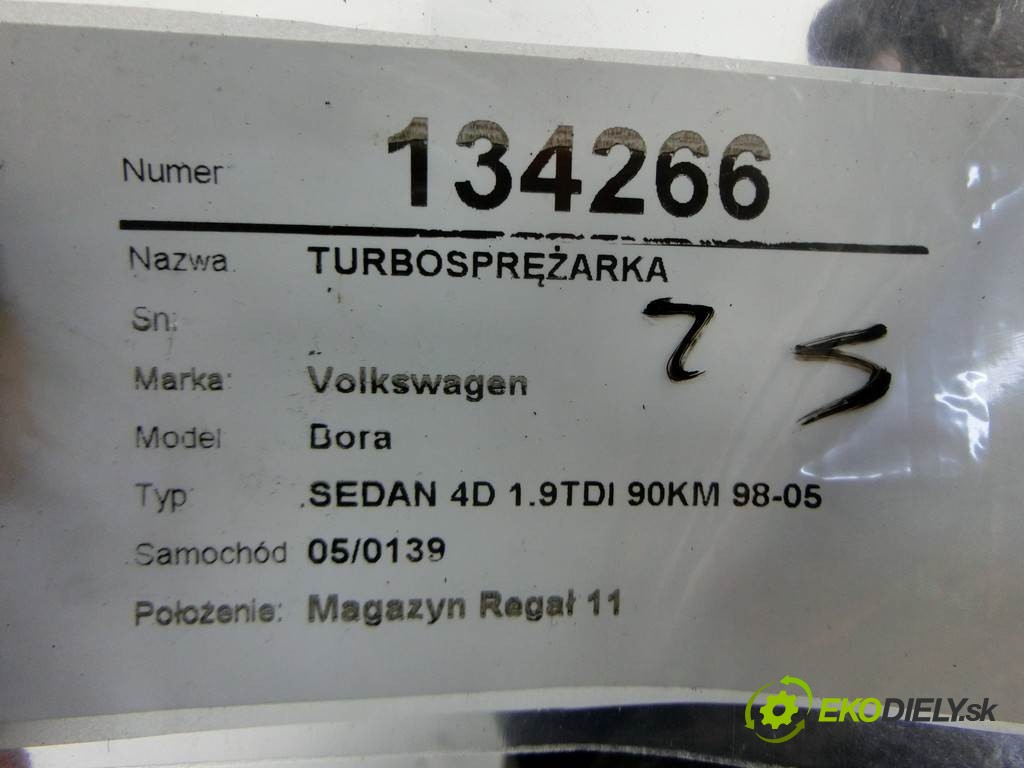 Numer 134266
Nazwa. TURBOSPRĘŻARKA
Sn:
Marka: Volkswagen
Model Bora
Typ SEDAN 4D 1.9TDI 90KM 98-05
Samochód 05/0139
Położenie: Magazyn Regał 11
EKODIELY.sk